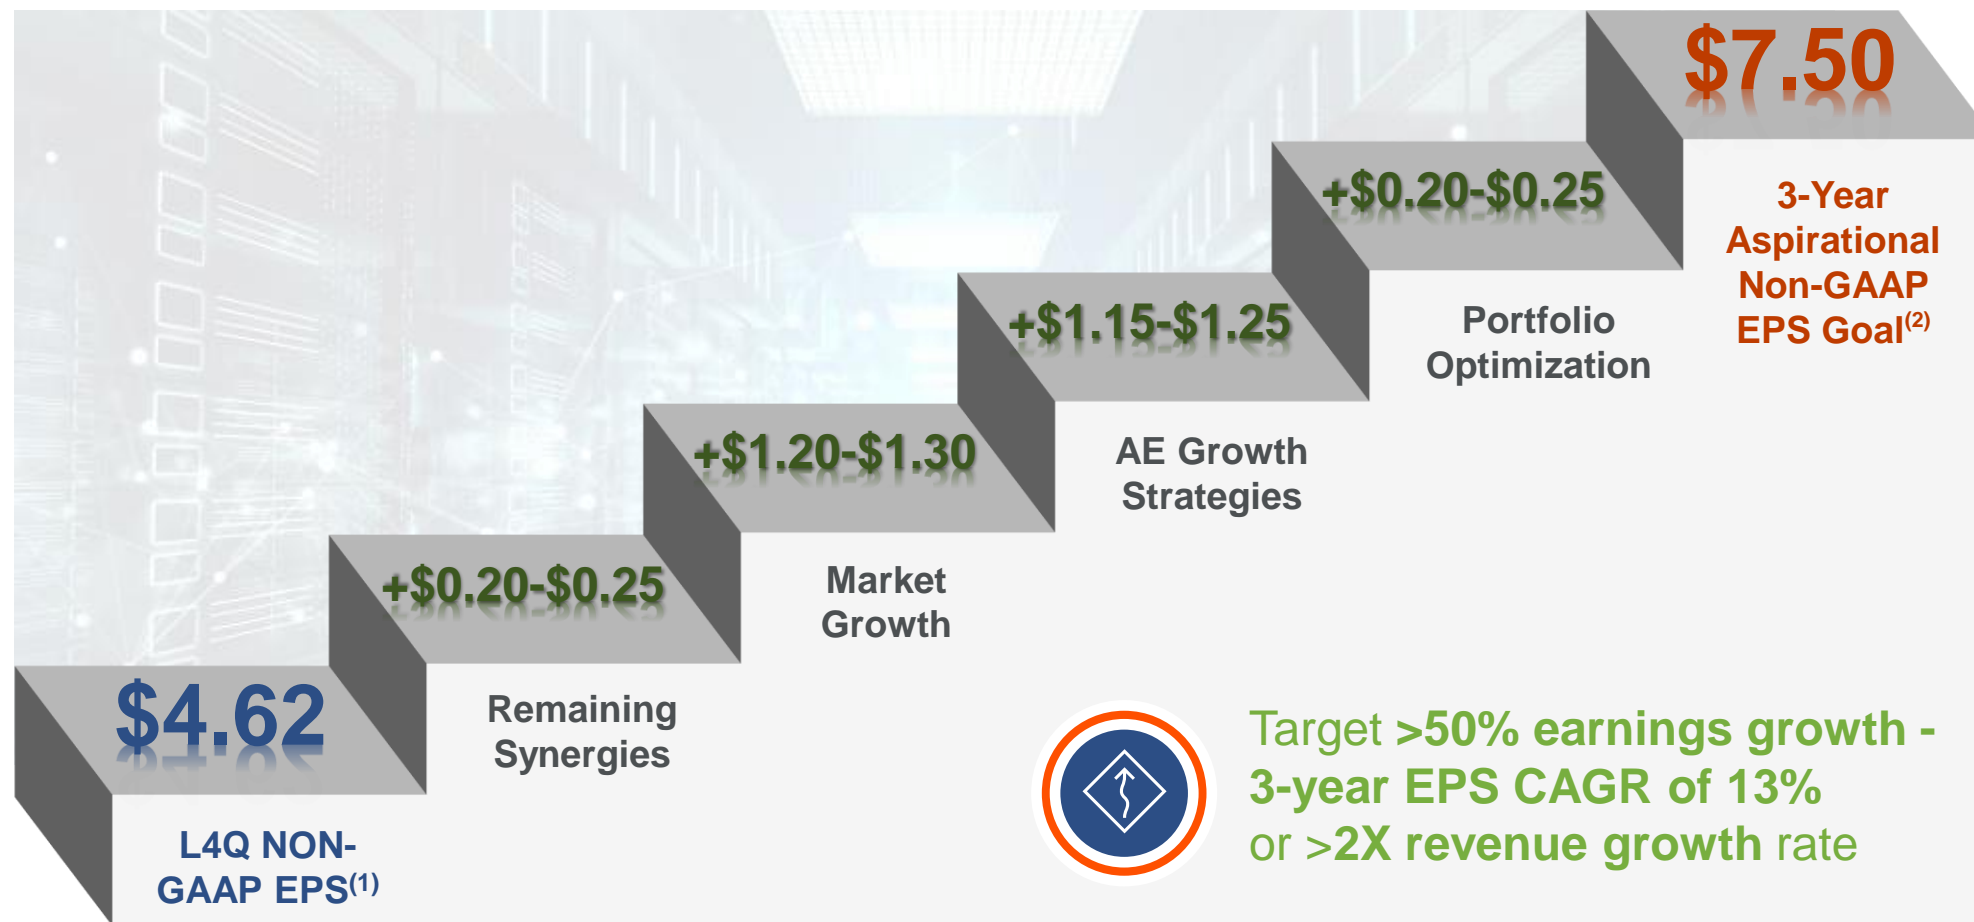 $4.62
L4Q NON-
GAAP EPS(1)
+$0.20-$0.25
Remaining
Synergies
+$1.20-$1.30
Market
Growth
+$1.15-$1.25
AE Growth
Strategies
+$0.20-$0.25
Portfolio
Optimization
$7.50
3-Year
Aspirational
Non-GAAP
EPS Goal(2)
Target >50% earnings growth -
3-year EPS CAGR of 13%
or >2X revenue growth rate